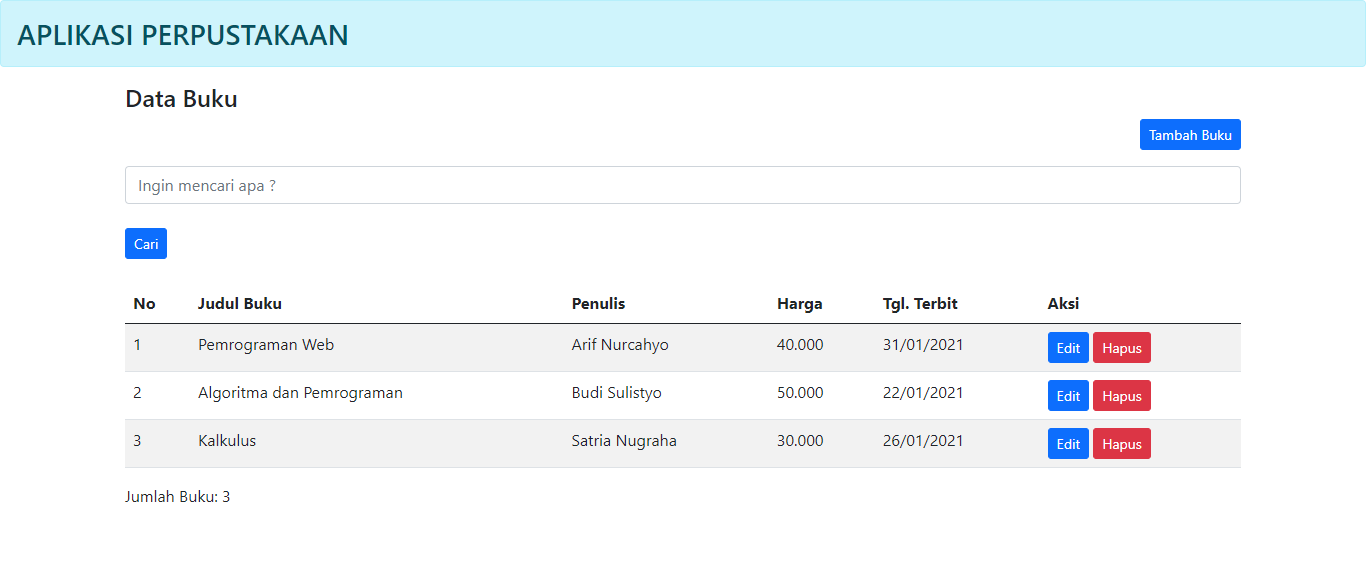 APLIKASI PERPUSTAKAAN
Data Buku
Tambah Buku
Ingin mencari apa ?
Cari
No Judul Buku Penulis Harga Tgl. Terbit Aksi
1 Pemrograman Web Arif Nurcahyo 40.000 31/01/2021 Edit Hapus
2 Algoritma dan Pemrograman Budi Sulistyo 50.000 22/01/2021 Edit Hapus
3 Kalkulus Satria Nugraha 30.000 26/01/2021 Edit Hapus
Jumlah Buku: 3